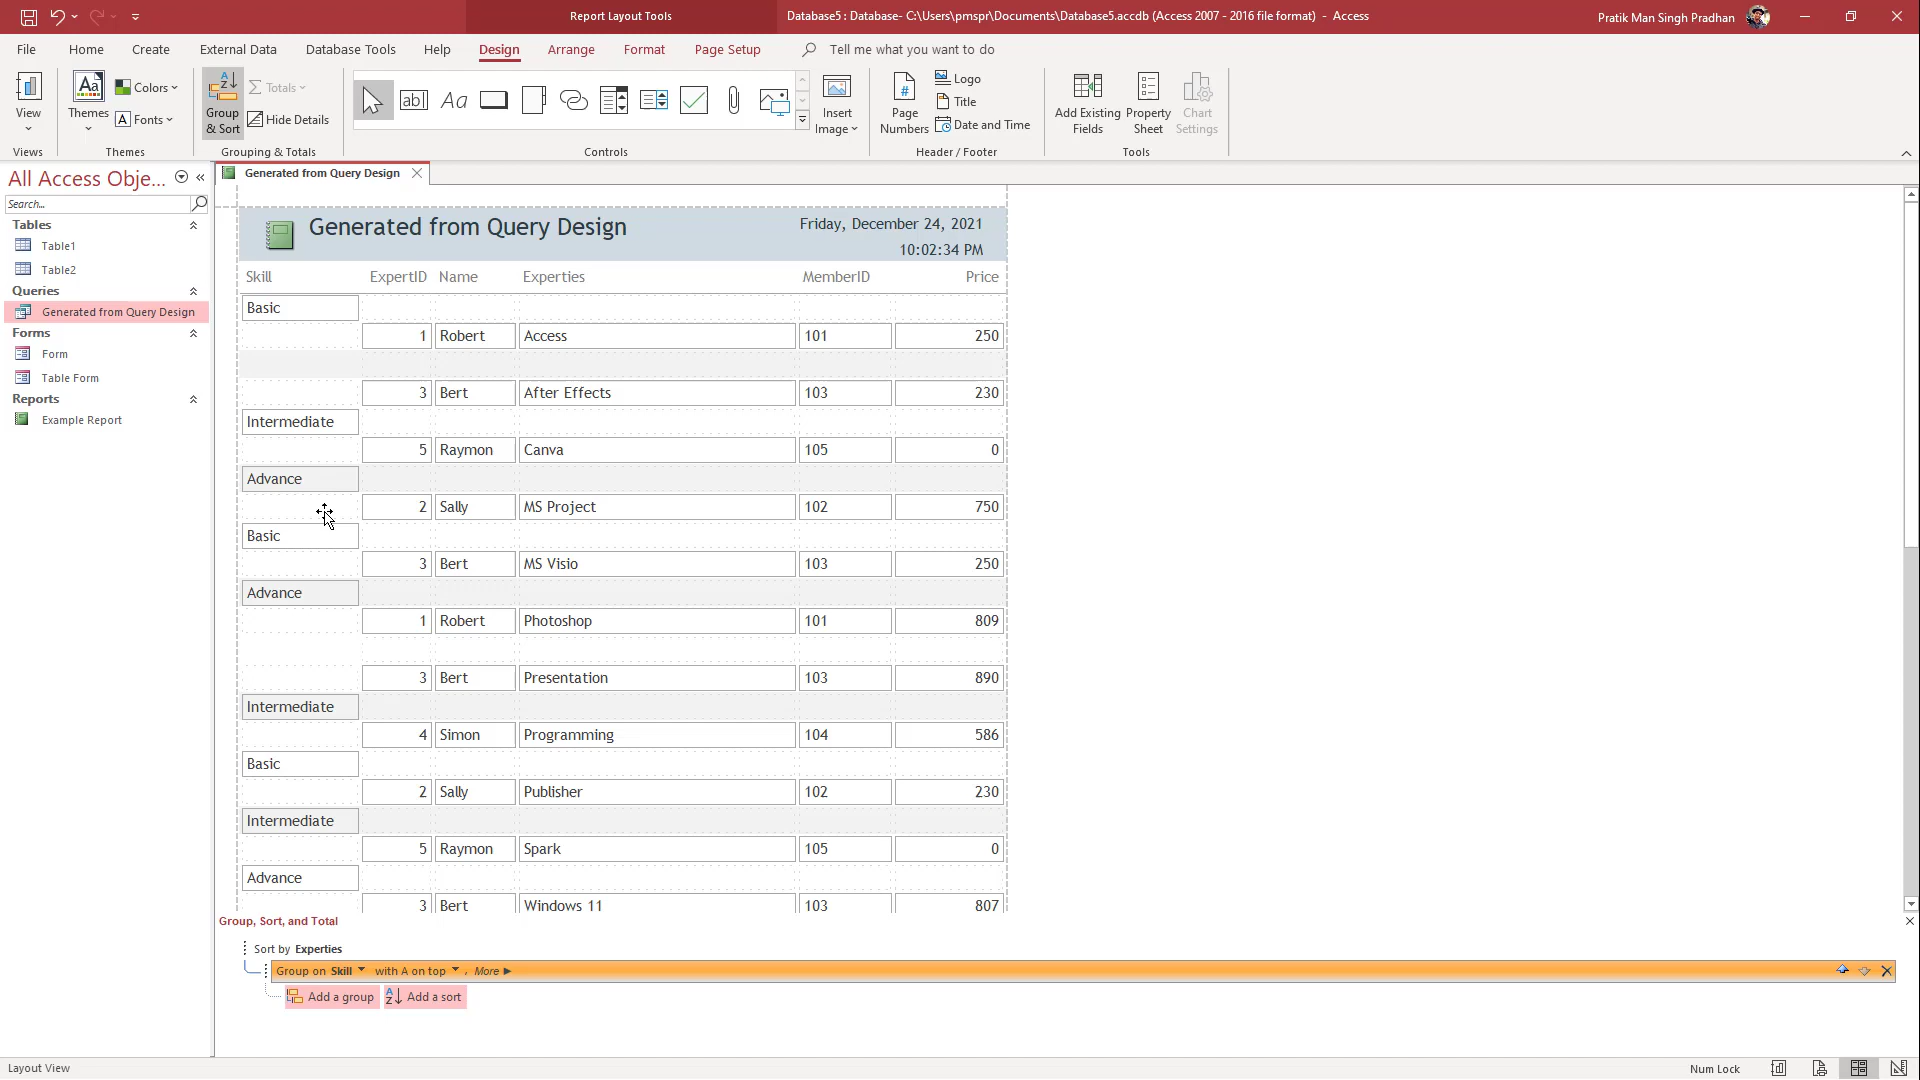 Report Layout Tools
Database5 : Database- C:\Users\pmspr\Documents\Database5.accdb (Access 2007 - 2016 file format) - Access
Pratik Man Singh Pradhan
File Home Create External Data Database Tools Help Design Arrange Format Page Setup Tell me what you want to do
View
Views
Aa
Themes
Colors
Fonts
Themes
Group & Sort
Totals
Hide Details
Grouping & Totals
ab
Aa
Controls
Insert Image
Page Numbers
Logo
Title
Date and Time
Header / Footer
Add Existing Fields
Property Sheet
Chart Settings
Tools
All Access Obje...
Search...
Tables
Table1
Table2
Queries
Generated from Query Design
Forms
Form
Table Form
Reports
Example Report
Generated from Query Design
Generated from Query Design
Friday, December 24, 2021
10:02:34 PM
Skill ExpertID Name Experties MemberID Price
Basic
1 Robert Access 101 250
3 Bert After Effects 103 230
Intermediate
5 Raymon Canva 105 0
Advance
2 Sally MS Project 102 750
Basic
3 Bert MS Visio 103 250
Advance
1 Robert Photoshop 101 809
3 Bert Presentation 103 890
Intermediate
4 Simon Programming 104 586
Basic
2 Sally Publisher 102 230
Intermediate
5 Raymon Spark 105 0
Advance
3 Bert Windows 11 103 807
Group, Sort, and Total
Sort by Experties
Group on Skill with A on top , More
Add a group Add a sort
Layout View
Num Lock